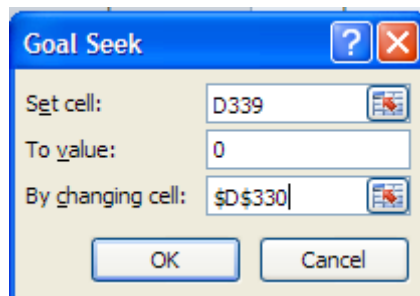 Goal Seek
Set cell: D339
To value: 0
By changing cell: $D$330
OK Cancel